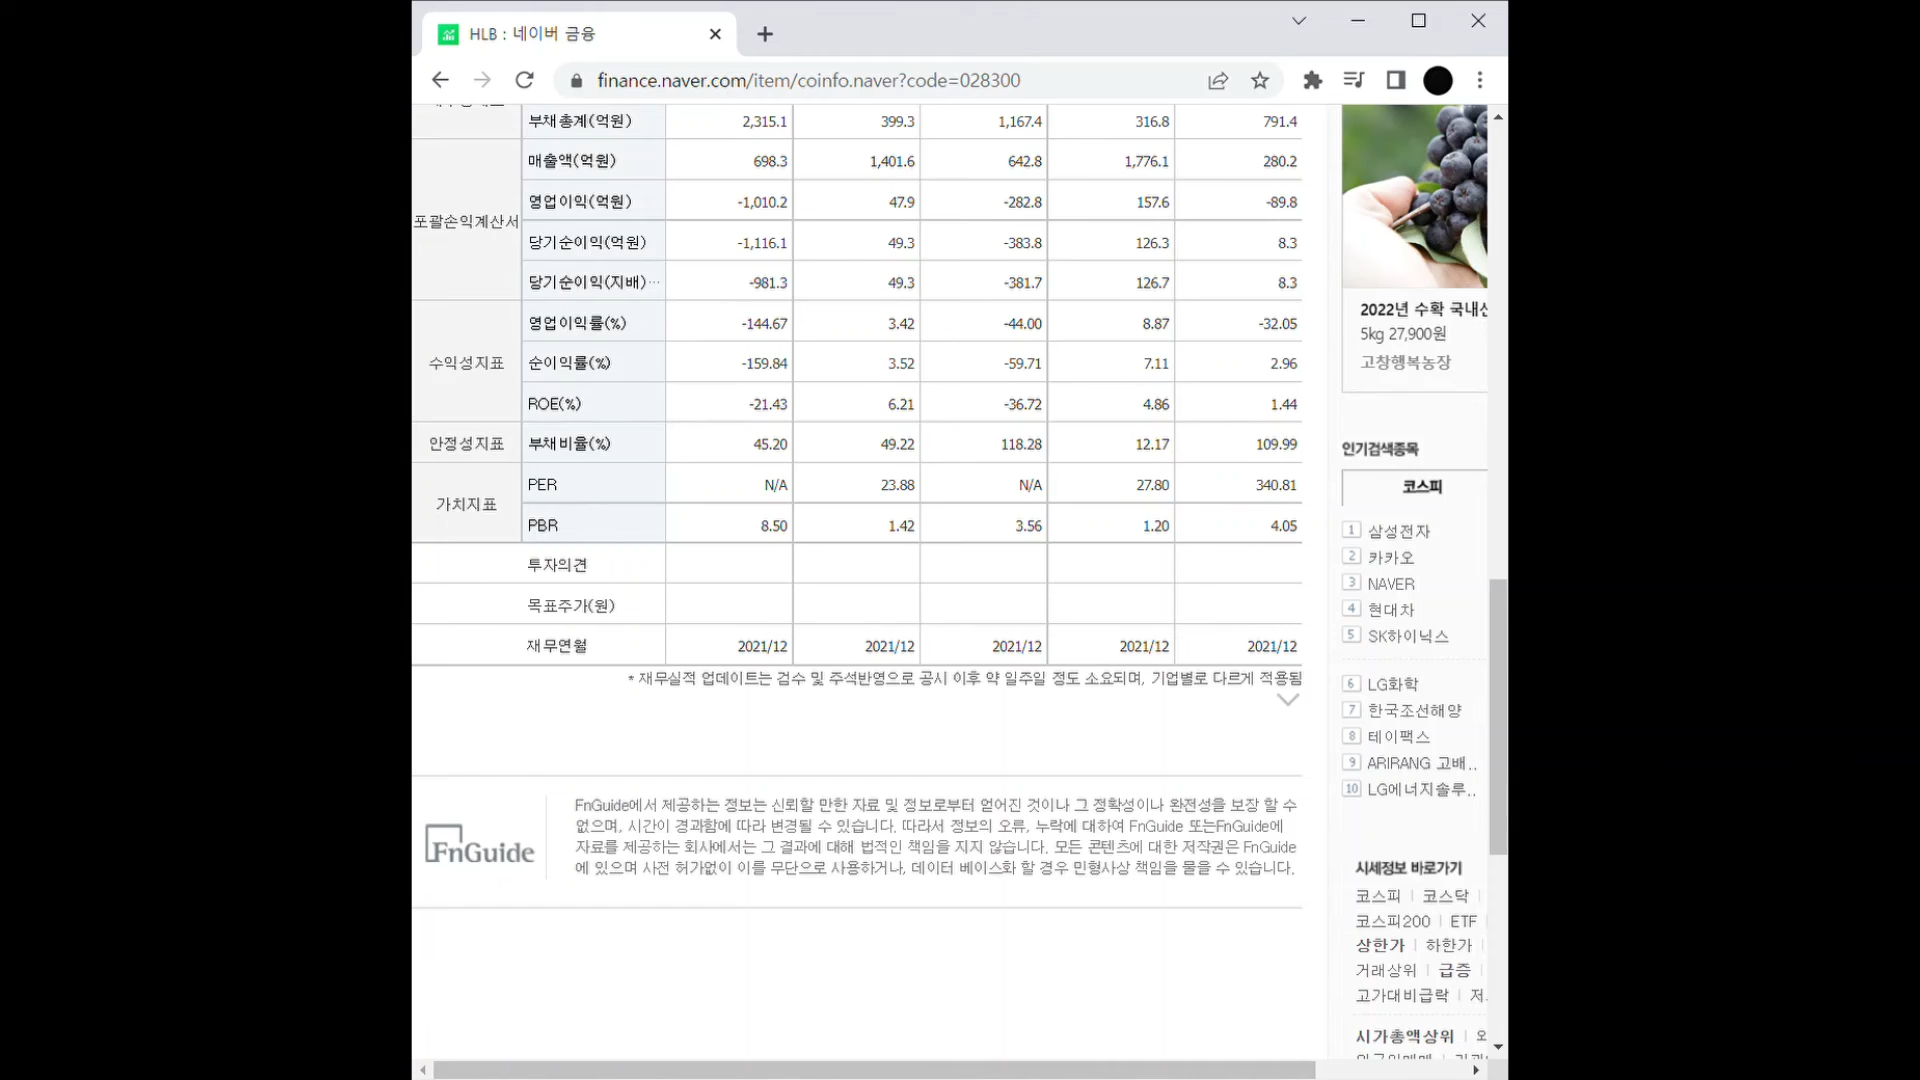 HLB : 네이버 금융
finance.naver.com/item/coinfo.naver?code=028300
부채총계(억원) 2,315.1 399.3 1,167.4 316.8 791.4
포괄손익계산서
매출액(억원) 698.3 1,401.6 642.8 1,776.1 280.2
영업이익(억원) -1,010.2 47.9 -282.8 157.6 -89.8
당기순이익(억원) -1,116.1 49.3 -383.8 126.3 8.3
당기순이익(지배)… -981.3 49.3 -381.7 126.7 8.3
수익성지표
영업이익률(%) -144.67 3.42 -44.00 8.87 -32.05
순이익률(%) -159.84 3.52 -59.71 7.11 2.96
ROE(%) -21.43 6.21 -36.72 4.86 1.44
안정성지표 부채비율(%) 45.20 49.22 118.28 12.17 109.99
가치지표
PER N/A 23.88 N/A 27.80 340.81
PBR 8.50 1.42 3.56 1.20 4.05
투자의견
목표주가(원)
재무연월 2021/12 2021/12 2021/12 2021/12 2021/12
* 재무실적 업데이트는 검수 및 주석반영으로 공시 이후 약 일주일 정도 소요되며, 기업별로 다르게 적용됨
FnGuide
FnGuide에서 제공하는 정보는 신뢰할 만한 자료 및 정보로부터 얻어진 것이나 그 정확성이나 완전성을 보장 할 수
없으며, 시간이 경과함에 따라 변경될 수 있습니다. 따라서 정보의 오류, 누락에 대하여 FnGuide 또는FnGuide에
자료를 제공하는 회사에서는 그 결과에 대해 법적인 책임을 지지 않습니다. 모든 콘텐츠에 대한 저작권은 FnGuide
에 있으며 사전 허가없이 이를 무단으로 사용하거나, 데이터 베이스화 할 경우 민형사상 책임을 물을 수 있습니다.
2022년 수확 국내산
5kg 27,900원
고창행복농장
인기검색종목
코스피
1 삼성전자
2 카카오
3 NAVER
4 현대차
5 SK하이닉스
6 LG화학
7 한국조선해양
8 테이팩스
9 ARIRANG 고배..
10 LG에너지솔루..
시세정보 바로가기
코스피 | 코스닥 |
코스피200 | ETF
상한가 | 하한가 |
거래상위 | 급증 |
고가대비급락 | 저
시가총액상위 |